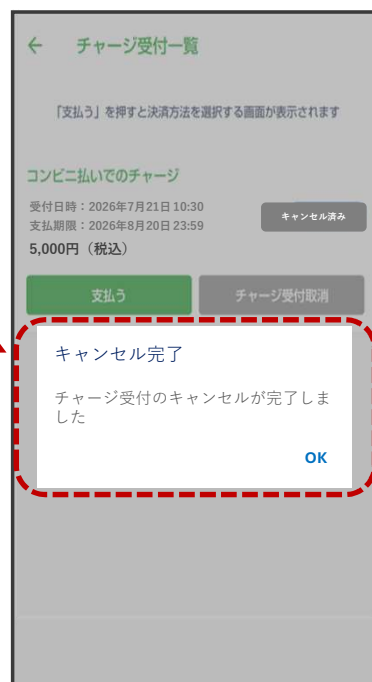 ← チャージ受付一覧
「支払う」を押すと決済方法を選択する画面が表示されます
コンビニ払いでのチャージ
受付日時：2026年7月21日10:30
キャンセル済み
支払期限：2026年8月20日23:59
5,000円（税込）
支払う
チャージ受付取消
キャンセル完了
チャージ受付のキャンセルが完了しま
した
OK